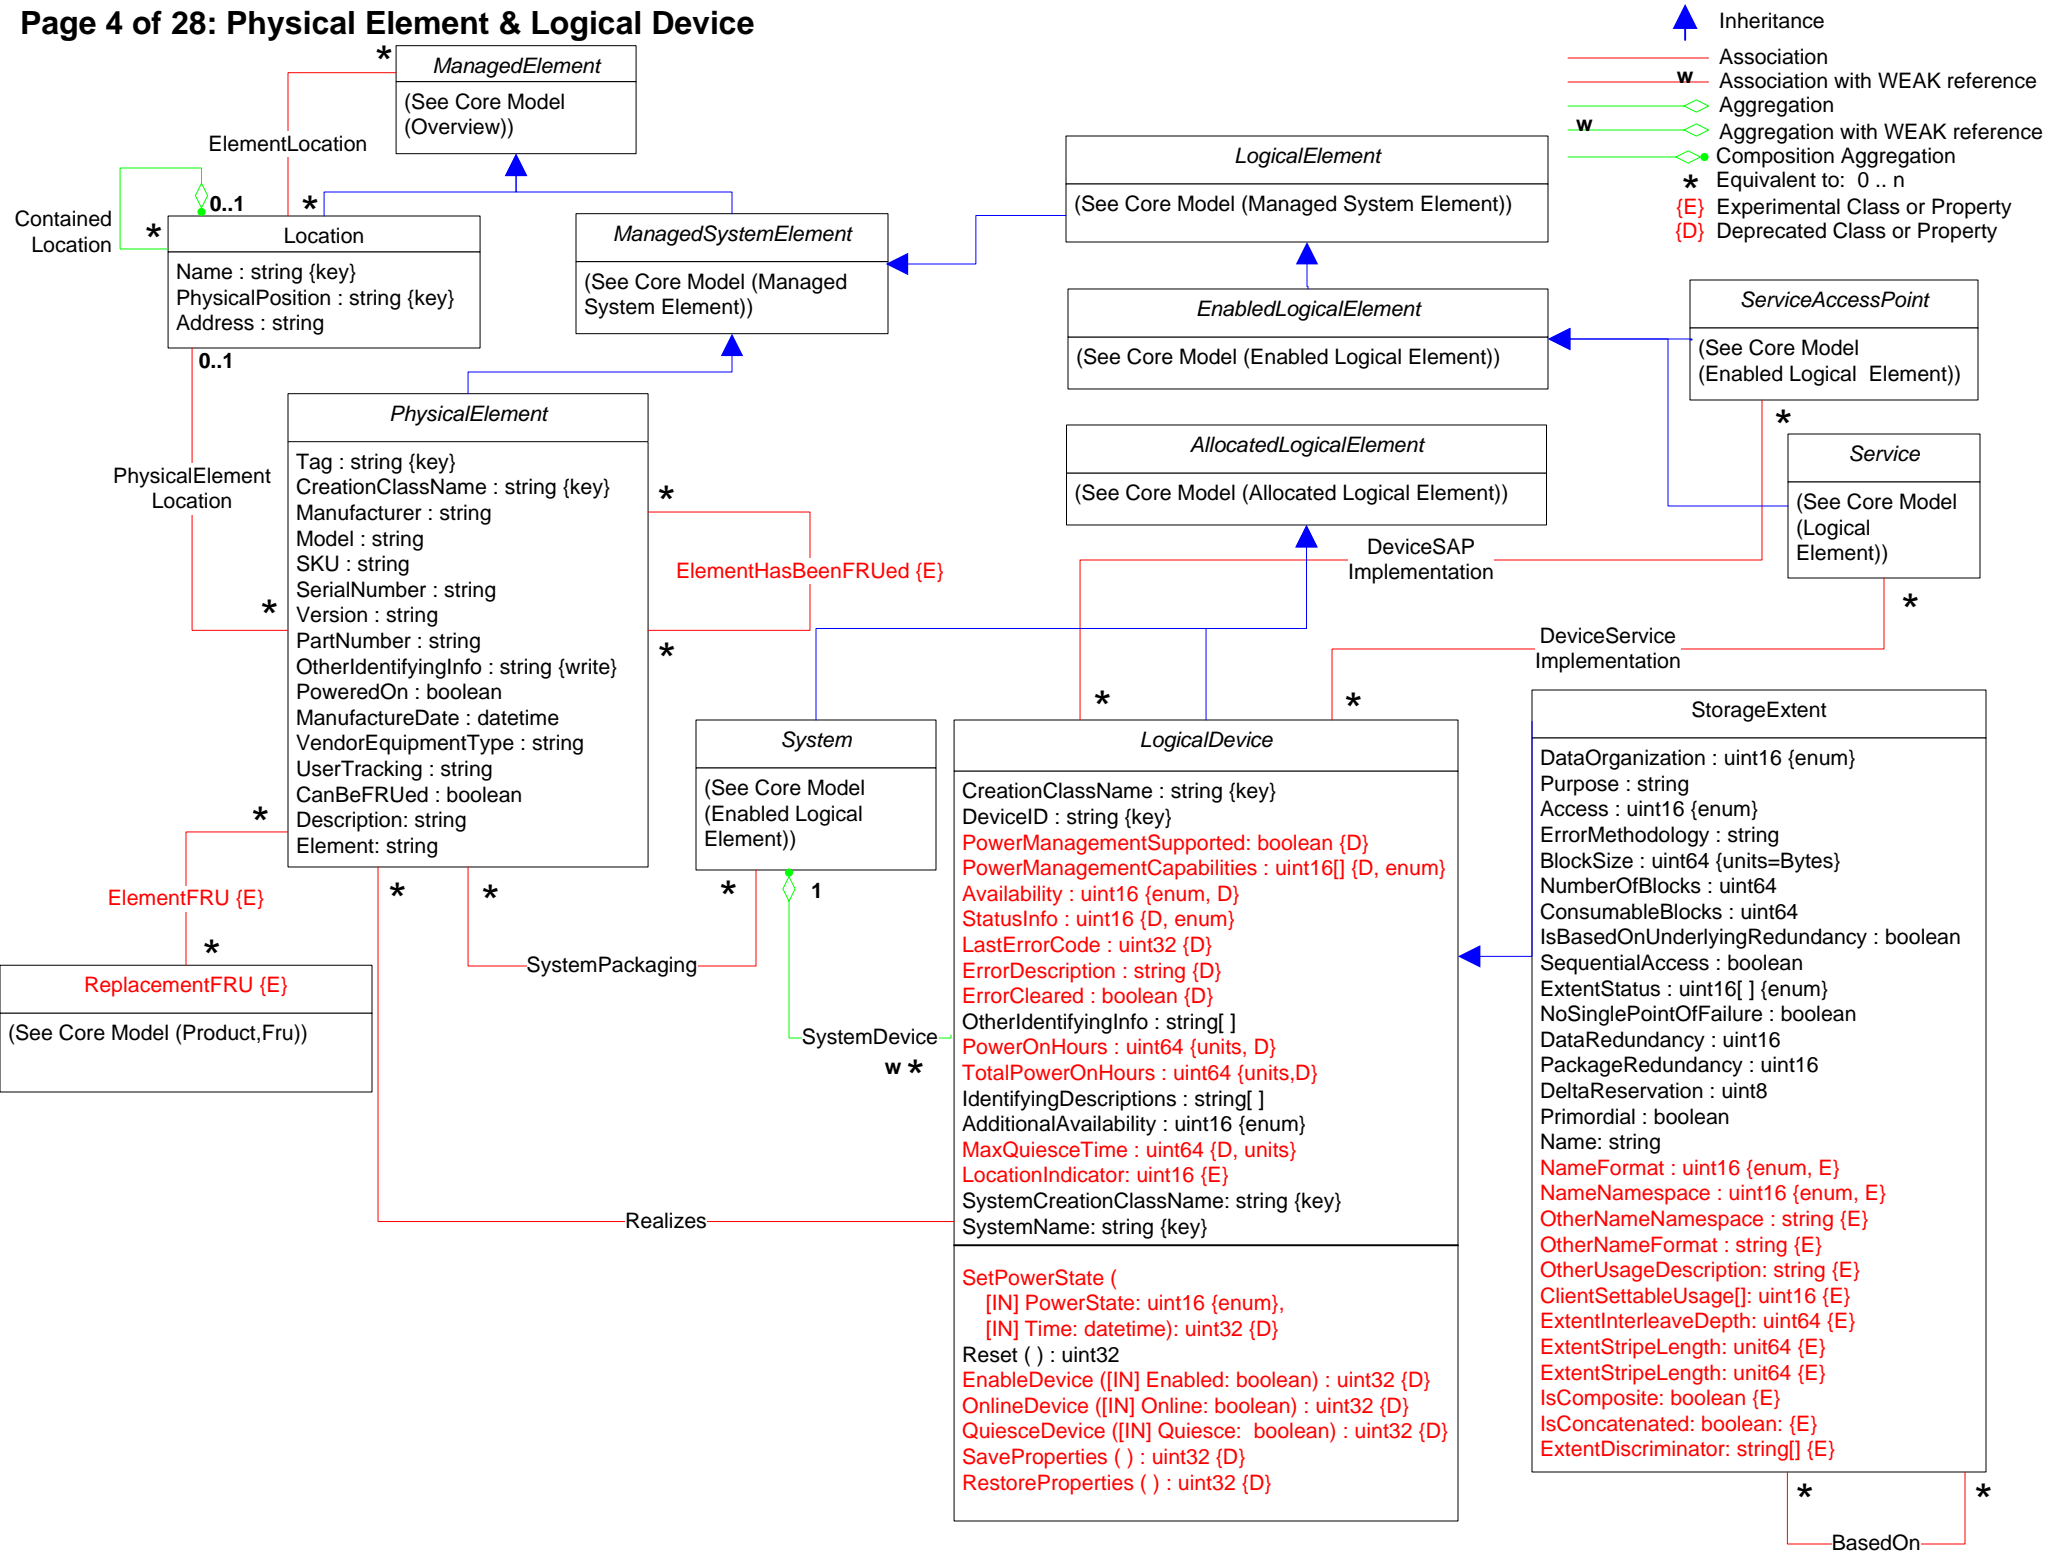 Page 4 of 28: Physical Element & Logical Device
Inheritance
Association
w
Association with WEAK reference
Aggregation
w
Aggregation with WEAK reference
Composition Aggregation
* Equivalent to: 0 .. n
{E} Experimental Class or Property
{D} Deprecated Class or Property
*
ManagedElement
(See Core Model
(Overview))
ElementLocation
*
Contained
Location
0..1
*
Location
Name : string {key}
PhysicalPosition : string {key}
Address : string
0..1
ManagedSystemElement
(See Core Model (Managed
System Element))
LogicalElement
(See Core Model (Managed System Element))
EnabledLogicalElement
(See Core Model (Enabled Logical Element))
ServiceAccessPoint
(See Core Model
(Enabled Logical  Element))
*
AllocatedLogicalElement
(See Core Model (Allocated Logical Element))
Service
(See Core Model
(Logical
Element))
*
PhysicalElement
Location
*
PhysicalElement
Tag : string {key}
CreationClassName : string {key}
Manufacturer : string
Model : string
SKU : string
SerialNumber : string
Version : string
PartNumber : string
OtherIdentifyingInfo : string {write}
PoweredOn : boolean
ManufactureDate : datetime
VendorEquipmentType : string
UserTracking : string
CanBeFRUed : boolean
Description: string
Element: string
*
ElementHasBeenFRUed {E}
*
DeviceSAP
Implementation
*
DeviceService
Implementation
*
*
ElementFRU {E}
*
ReplacementFRU {E}
(See Core Model (Product,Fru))
*
*
SystemPackaging
*
System
(See Core Model
(Enabled Logical
Element))
1
SystemDevice
w *
Realizes
LogicalDevice
CreationClassName : string {key}
DeviceID : string {key}
PowerManagementSupported: boolean {D}
PowerManagementCapabilities : uint16[] {D, enum}
Availability : uint16 {enum, D}
StatusInfo : uint16 {D, enum}
LastErrorCode : uint32 {D}
ErrorDescription : string {D}
ErrorCleared : boolean {D}
OtherIdentifyingInfo : string[ ]
PowerOnHours : uint64 {units, D}
TotalPowerOnHours : uint64 {units,D}
IdentifyingDescriptions : string[ ]
AdditionalAvailability : uint16 {enum}
MaxQuiesceTime : uint64 {D, units}
LocationIndicator: uint16 {E}
SystemCreationClassName: string {key}
SystemName: string {key}
SetPowerState (
[IN] PowerState: uint16 {enum},
[IN] Time: datetime): uint32 {D}
Reset ( ) : uint32
EnableDevice ([IN] Enabled: boolean) : uint32 {D}
OnlineDevice ([IN] Online: boolean) : uint32 {D}
QuiesceDevice ([IN] Quiesce:  boolean) : uint32 {D}
SaveProperties ( ) : uint32 {D}
RestoreProperties ( ) : uint32 {D}
StorageExtent
DataOrganization : uint16 {enum}
Purpose : string
Access : uint16 {enum}
ErrorMethodology : string
BlockSize : uint64 {units=Bytes}
NumberOfBlocks : uint64
ConsumableBlocks : uint64
IsBasedOnUnderlyingRedundancy : boolean
SequentialAccess : boolean
ExtentStatus : uint16[ ] {enum}
NoSinglePointOfFailure : boolean
DataRedundancy : uint16
PackageRedundancy : uint16
DeltaReservation : uint8
Primordial : boolean
Name: string
NameFormat : uint16 {enum, E}
NameNamespace : uint16 {enum, E}
OtherNameNamespace : string {E}
OtherNameFormat : string {E}
OtherUsageDescription: string {E}
ClientSettableUsage[]: uint16 {E}
ExtentInterleaveDepth: uint64 {E}
ExtentStripeLength: unit64 {E}
ExtentStripeLength: unit64 {E}
IsComposite: boolean {E}
IsConcatenated: boolean: {E}
ExtentDiscriminator: string[] {E}
*
*
BasedOn